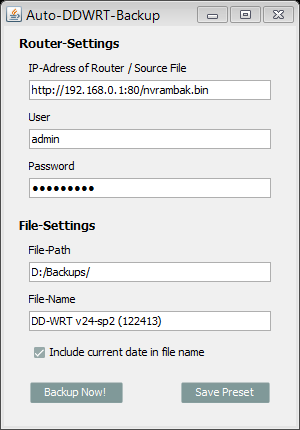 Auto-DDWRT-Backup
Router-Settings
IP-Adress of Router / Source File
http://192.168.0.1:80/nvrambak.bin
User
admin
Password
●●●●●●●●●
File-Settings
File-Path
D:/Backups/
File-Name
DD-WRT v24-sp2 (122413)
Include current date in file name
Backup Now!
Save Preset